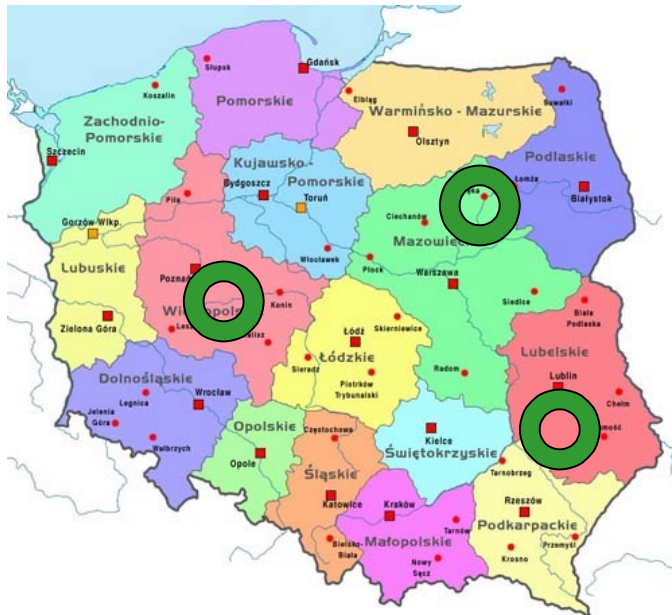 Słupsk
Gdańsk
Koszalin
Pomorskie
Elbląg
Suwałki
Zachodnio-
Pomorskie
Warmińsko - Mazurskie
Olsztyn
Szczecin
Kujawsko -
Pomorskie
Podlaskie
Piła
Bydgoszcz
Toruń
Łomża
Białystok
Gorzów Wlkp.
Ciechanów
Lubuskie
Włocławek
Płock
Warszawa
Konin
Siedlce
Biała
Podlaska
Zielona Góra
Łódź
Skierniewice
Łódzkie
Sieradz
Lubelskie
Dolnośląskie
Piotrków
Trybunalski
Radom
Lublin
Legnica
Wrocław
Chełm
Jelenia
Góra
Wałbrzych
Opolskie
Opole
Częstochowa
Kielce
Świętokrzyskie
Śląskie
Tarnobrzeg
Katowice
Kraków
Rzeszów
Podkarpackie
Bielsko-
Biała
Małopolskie
Tarnów
Nowy
Sącz
Krosno
Przemyśl